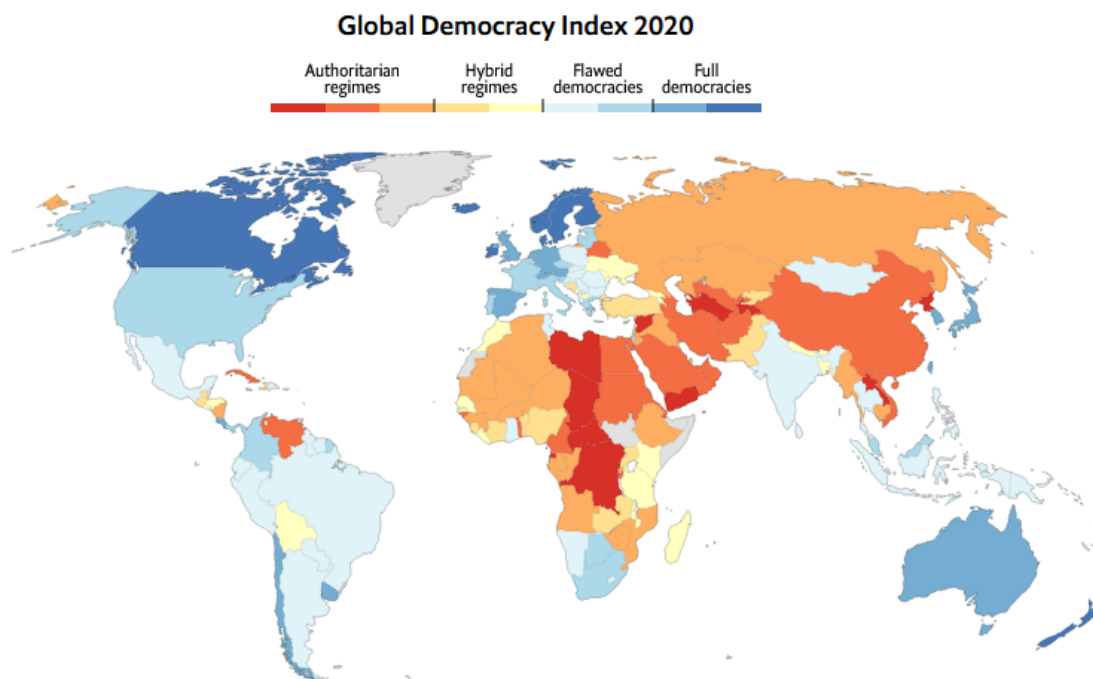 Global Democracy Index 2020
Authoritarian regimes
Hybrid regimes
Flawed democracies
Full democracies